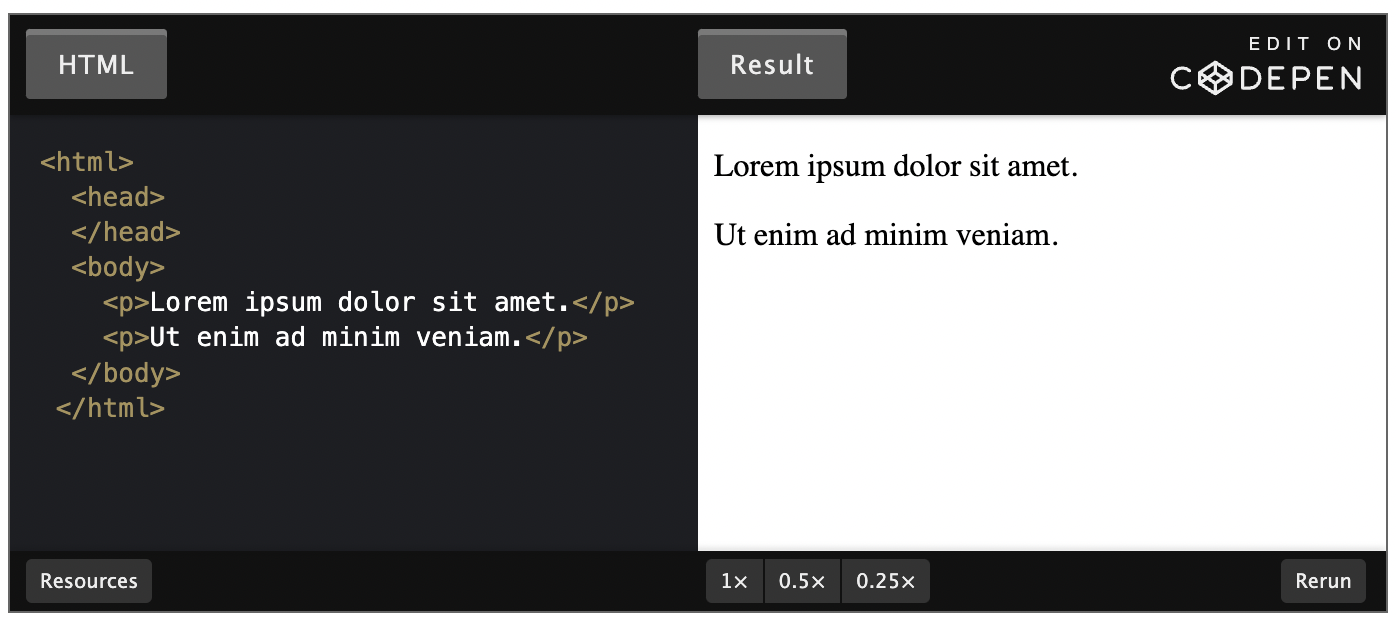 HTML
Result
EDIT ON
CODEPEN
<html>
  <head>
  </head>
  <body>
    <p>Lorem ipsum dolor sit amet.</p>
    <p>Ut enim ad minim veniam.</p>
  </body>
 </html>
Lorem ipsum dolor sit amet.
Ut enim ad minim veniam.
Resources
1× 0.5× 0.25×
Rerun